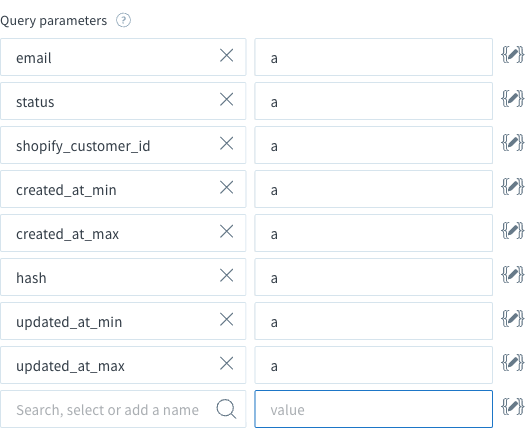 Query parameters ?
email a
status a
shopify_customer_id a
created_at_min a
created_at_max a
hash a
updated_at_min a
updated_at_max a
Search, select or add a name value